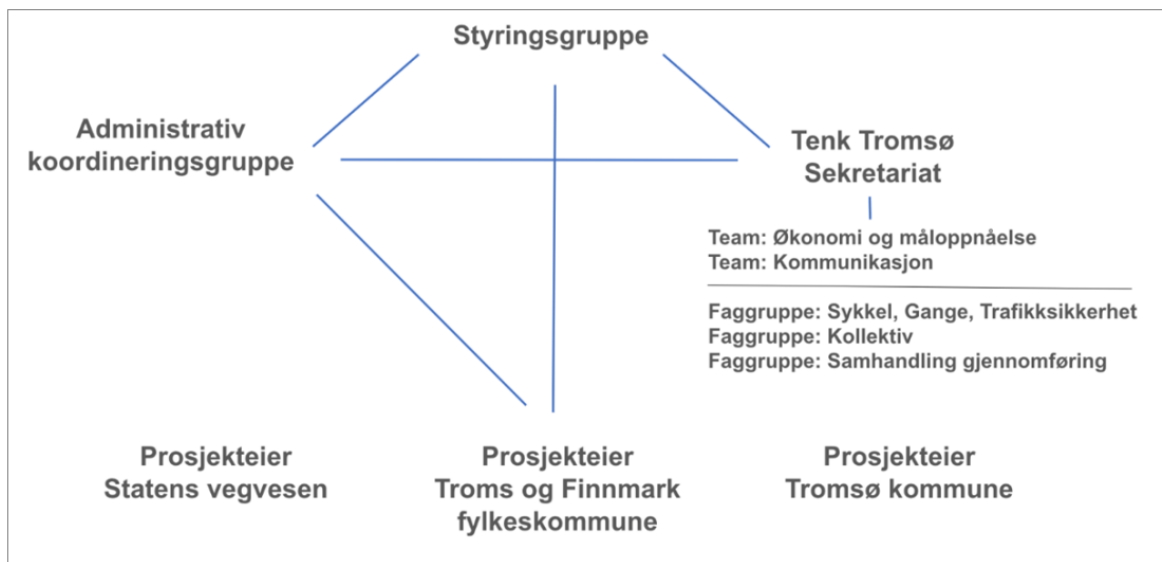 Styringsgruppe
Administrativ
koordineringsgruppe
Tenk Tromsø
Sekretariat
Team: Økonomi og måloppnåelse
Team: Kommunikasjon
Faggruppe: Sykkel, Gange, Trafikksikkerhet
Faggruppe: Kollektiv
Faggruppe: Samhandling gjennomføring
Prosjekteier
Statens vegvesen
Prosjekteier
Troms og Finnmark
fylkeskommune
Prosjekteier
Tromsø kommune